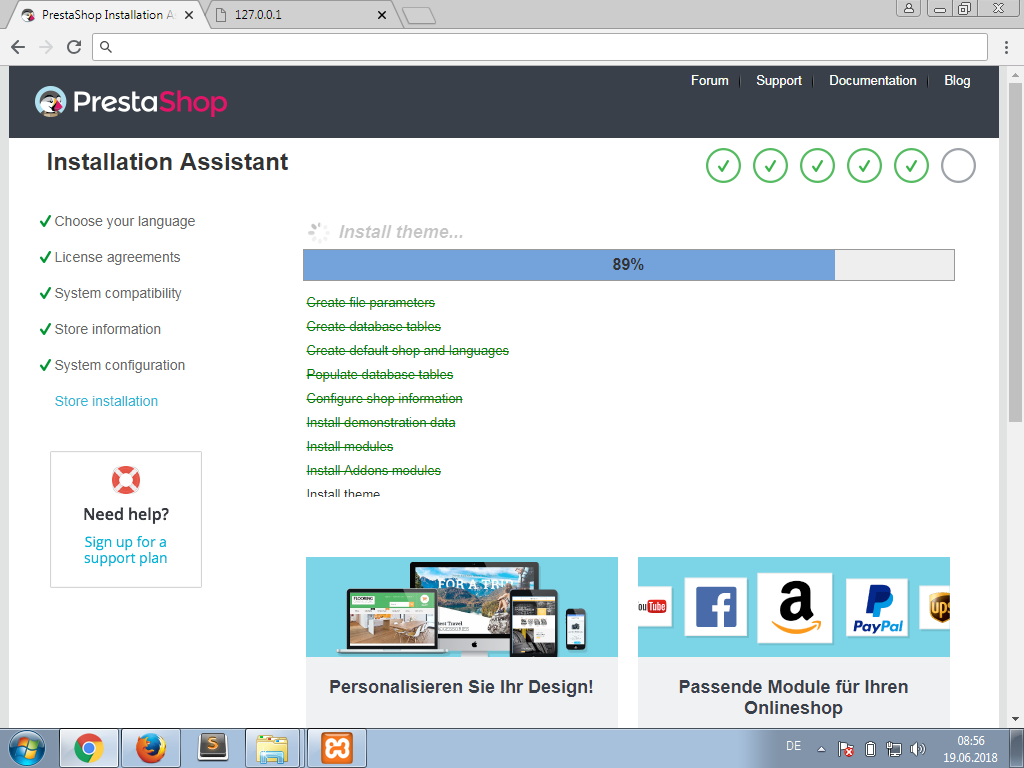 PrestaShop Installation A
127.0.0.1
Forum
Support
Documentation
Blog
PrestaShop
Installation Assistant
Choose your language
License agreements
System compatibility
Store information
System configuration
Store installation
Need help?
Sign up for a
support plan
Install theme...
89%
Create file parameters
Create database tables
Create default shop and languages
Populate database tables
Configure shop information
Install demonstration data
Install modules
Install Addons modules
Install theme
FOR A TRIP
FLOORING
Personalisieren Sie Ihr Design!
ou Tube
f
a
PayPal
ups
Passende Module für Ihren
Onlineshop
S
DE
08:56
19.06.2018